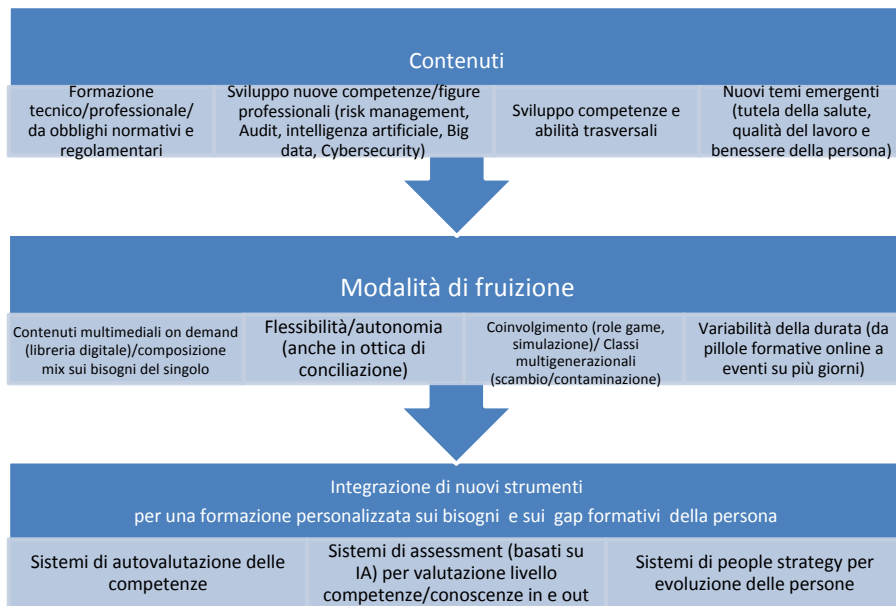 Contenuti
Formazione
tecnico/professionale/
da obblighi normativi e
regolamentari
Sviluppo nuove competenze/figure
professionali (risk management,
Audit, intelligenza artificiale, Big
data, Cybersecurity)
Sviluppo competenze e
abilità trasversali
Nuovi temi emergenti
(tutela della salute,
qualità del lavoro e
benessere della persona)
Modalità di fruizione
Contenuti multimediali on demand
(libreria digitale)/composizione
mix sui bisogni del singolo
Flessibilità/autonomia
(anche in ottica di
conciliazione)
Coinvolgimento (role game,
simulazione)/ Classi
multigenerazionali
(scambio/contaminazione)
Variabilità della durata (da
pillole formative online a
eventi su più giorni)
Integrazione di nuovi strumenti
per una formazione personalizzata sui bisogni e sui gap formativi della persona
Sistemi di autovalutazione delle
competenze
Sistemi di assessment (basati su
IA) per valutazione livello
competenze/conoscenze in e out
Sistemi di people strategy per
evoluzione delle persone